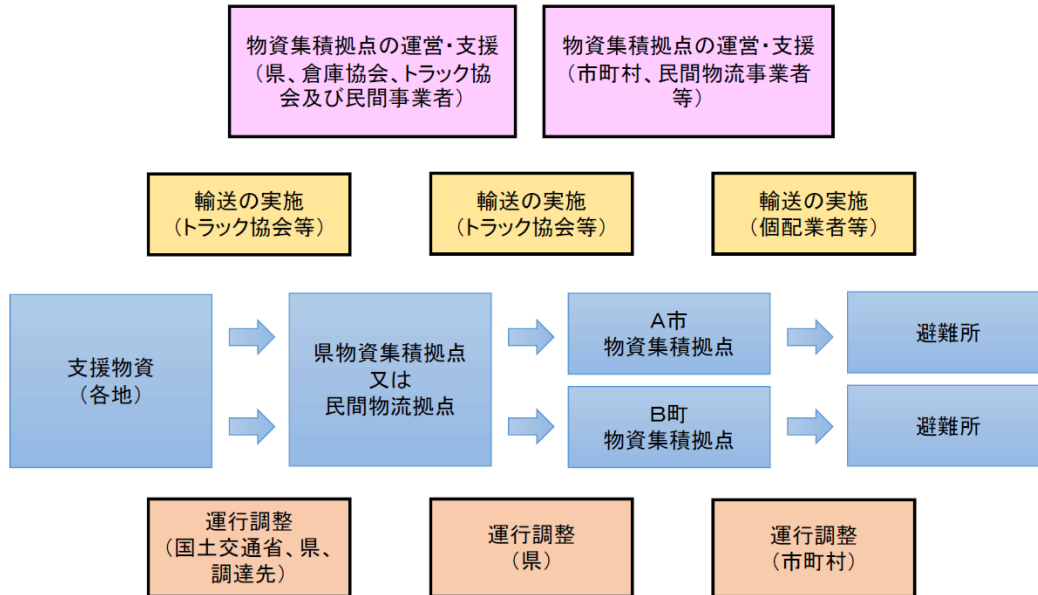 物資集積拠点の運営・支援
（県、倉庫協会、トラック協
会及び民間事業者）
物資集積拠点の運営・支援
（市町村、民間物流事業者
等）
輸送の実施
（トラック協会等）
輸送の実施
（トラック協会等）
輸送の実施
（個配業者等）
支援物資
（各地）
県物資集積拠点
又は
民間物流拠点
A市
物資集積拠点
避難所
B町
物資集積拠点
避難所
運行調整
（国土交通省、県、
調達先）
運行調整
（県）
運行調整
（市町村）